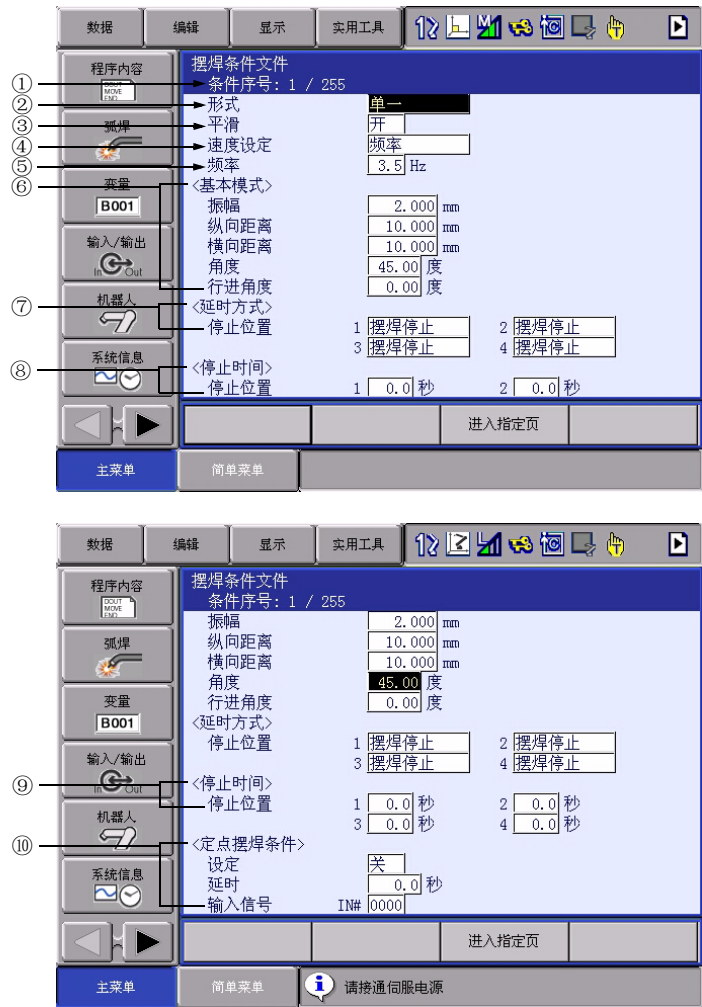 数据 编辑 显示 实用工具
程序内容
DOUT
MOVE
END
弧焊
变量
B001
输入/输出
In Out
机器人
系统信息
摆焊条件文件
① 条件序号: 1 / 255
② 形式 单一
③ 平滑 开
④ 速度设定 频率
⑤ 频率 3.5 Hz
⑥ <基本模式>
振幅 2.000 mm
纵向距离 10.000 mm
横向距离 10.000 mm
角度 45.00 度
行进角度 0.00 度
⑦ <延时方式>
停止位置 1 摆焊停止 2 摆焊停止
3 摆焊停止 4 摆焊停止
⑧ <停止时间>
停止位置 1 0.0 秒 2 0.0 秒
进入指定页
主菜单 简单菜单
数据 编辑 显示 实用工具
程序内容
DOUT
MOVE
END
弧焊
变量
B001
输入/输出
In Out
机器人
系统信息
摆焊条件文件
条件序号: 1 / 255
振幅 2.000 mm
纵向距离 10.000 mm
横向距离 10.000 mm
角度 45.00 度
行进角度 0.00 度
<延时方式>
停止位置 1 摆焊停止 2 摆焊停止
3 摆焊停止 4 摆焊停止
⑨ <停止时间>
停止位置 1 0.0 秒 2 0.0 秒
3 0.0 秒 4 0.0 秒
⑩ <定点摆焊条件>
设定 关
延时 0.0 秒
输入信号 IN# 0000
进入指定页
主菜单 简单菜单 请接通伺服电源